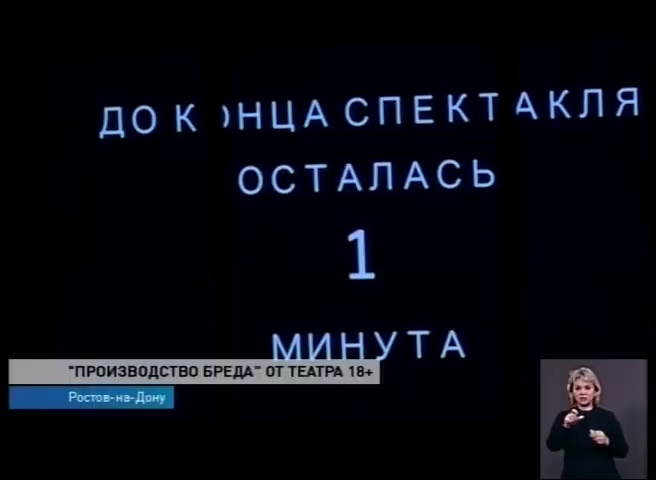 ДО КОНЦА СПЕКТАКЛЯ
ОСТАЛАСЬ
1
МИНУТА
"ПРОИЗВОДСТВО БРЕДА" ОТ ТЕАТРА 18+
Ростов-на-Дону